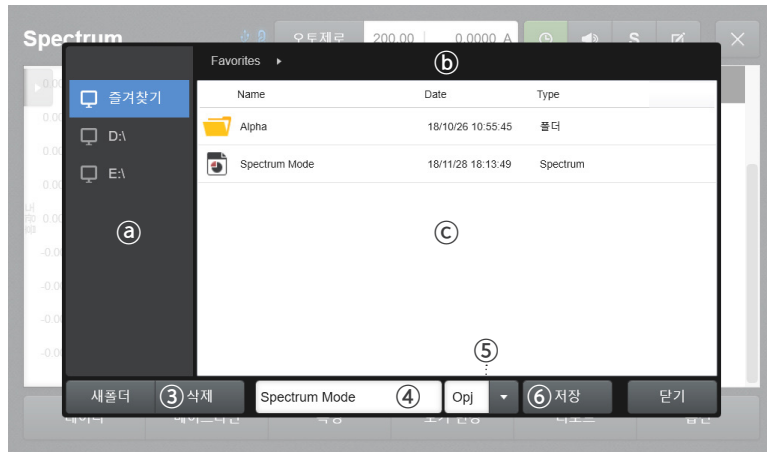 Spectrum 오토제로 200.00 0.0000 A S
Favorites ⓑ
Name Date Type
즐겨찾기
Alpha 18/10/26 10:55:45 폴더
D:\
Spectrum Mode 18/11/28 18:13:49 Spectrum
E:\
ⓐ ⓒ
⑤
새폴더 ③ 삭제 Spectrum Mode ④ Opj ⑥ 저장 닫기